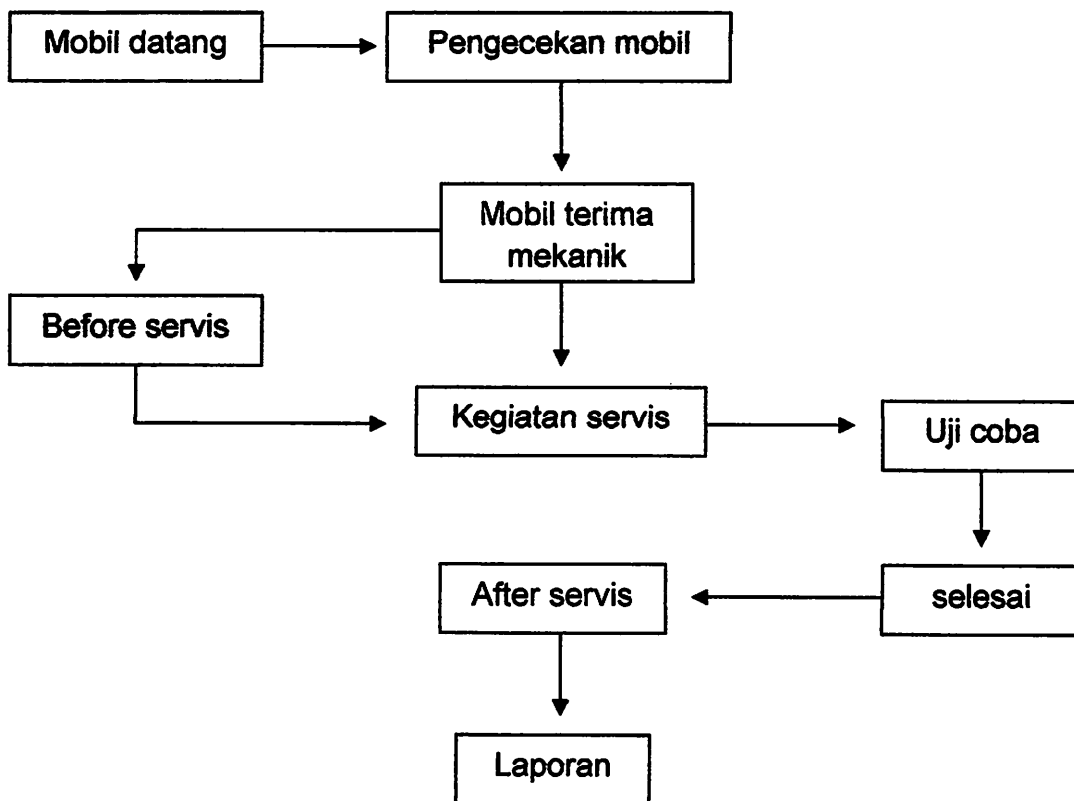 Mobil datang
Pengecekan mobil
Mobil terima
mekanik
Before servis
Kegiatan servis
Uji coba
After servis
selesai
Laporan